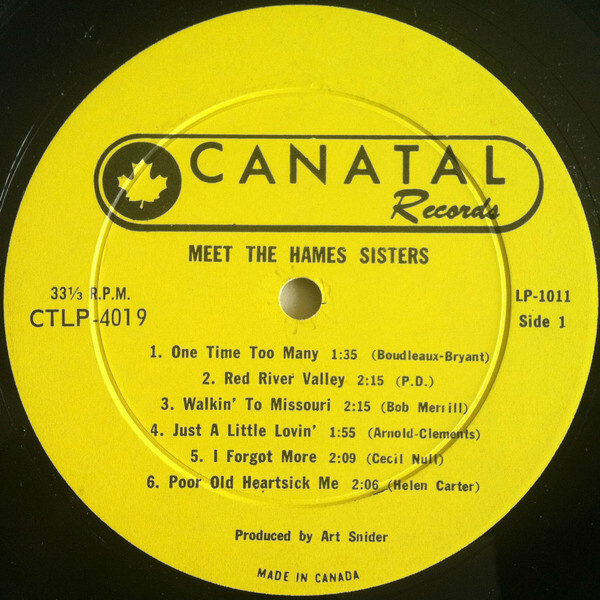 CANATAL
Records
MEET THE HAMES SISTERS
33⅓ R.P.M.
CTLP-4019
LP-1011
Side 1
1. One Time Too Many 1:35 (Boudleaux-Bryant)
2. Red River Valley 2:15 (P.D.)
3. Walkin' To Missouri 2:15 (Bob Merrill)
4. Just A Little Lovin' 1:55 (Arnold-Clements)
5. I Forgot More 2:09 (Cecil Null)
6. Poor Old Heartsick Me 2:06 (Helen Carter)
Produced by Art Snider
MADE IN CANADA